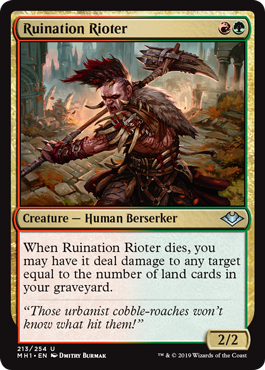 Ruination Rioter
Creature — Human Berserker
When Ruination Rioter dies, you
may have it deal damage to any target
equal to the number of land cards in
your graveyard.
“Those urbanist cobble-roaches won’t
know what hit them!”
2/2
213/254 U
MH1 • EN Dmitry Burmak
™ & © 2019 Wizards of the Coast